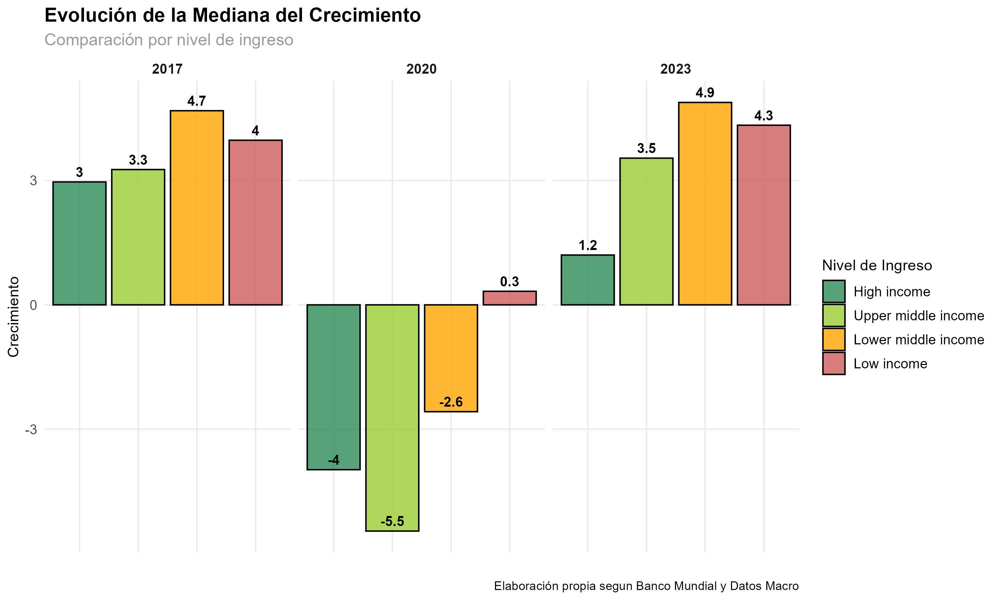 Evolución de la Mediana del Crecimiento
Comparación por nivel de ingreso
2017
2020
2023
3
3.3
4.7
4
-4
-5.5
-2.6
0.3
1.2
3.5
4.9
4.3
3
0
-3
Crecimiento
Nivel de Ingreso
High income
Upper middle income
Lower middle income
Low income
Elaboración propia segun Banco Mundial y Datos Macro